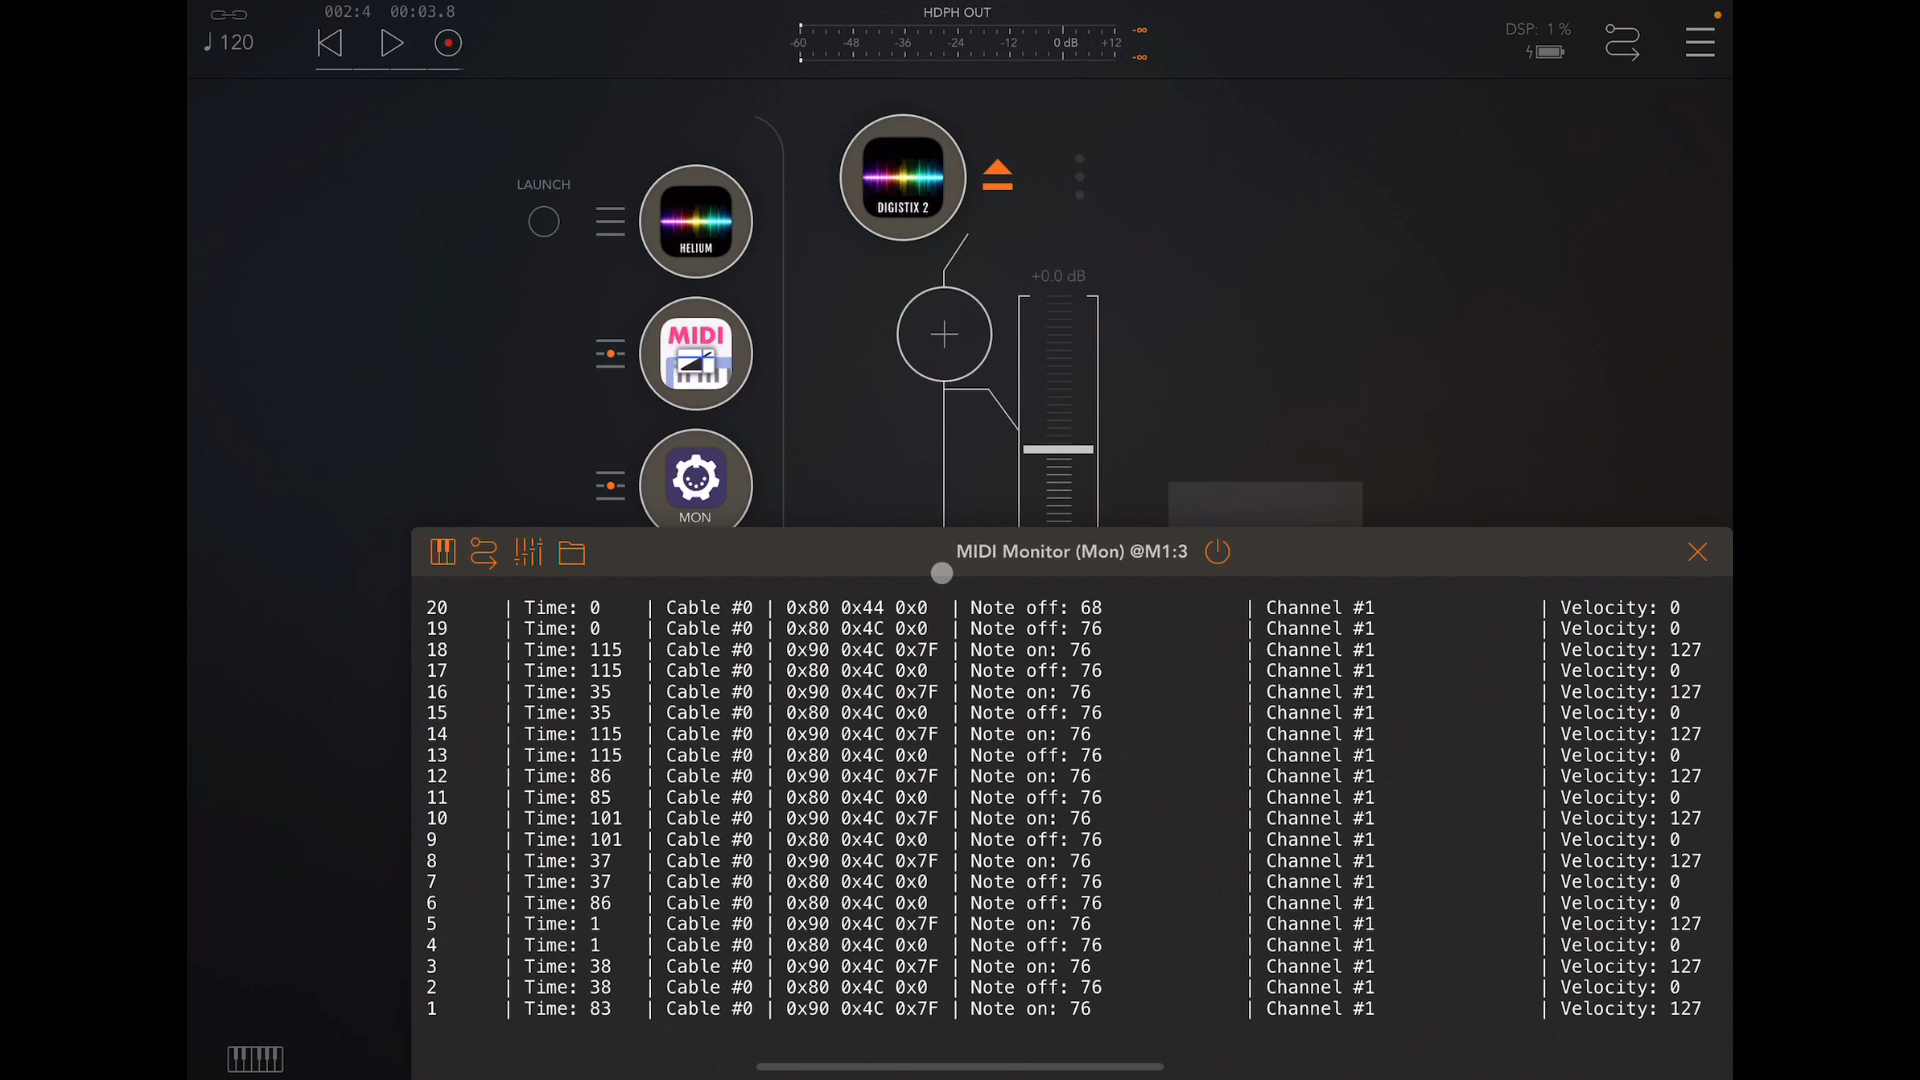 002:4 00:03.8
♩ 120
HDPH OUT
-60 -48 -36 -24 -12 0 dB +12
-∞
-∞
DSP: 1 %
LAUNCH
HELIUM
DIGISTIX 2
+0.0 dB
MIDI
MON
MIDI Monitor (Mon) @M1:3
20 | Time: 0 | Cable #0 | 0x80 0x44 0x0 | Note off: 68 | Channel #1 | Velocity: 0
19 | Time: 0 | Cable #0 | 0x80 0x4C 0x0 | Note off: 76 | Channel #1 | Velocity: 0
18 | Time: 115 | Cable #0 | 0x90 0x4C 0x7F | Note on: 76 | Channel #1 | Velocity: 127
17 | Time: 115 | Cable #0 | 0x80 0x4C 0x0 | Note off: 76 | Channel #1 | Velocity: 0
16 | Time: 35 | Cable #0 | 0x90 0x4C 0x7F | Note on: 76 | Channel #1 | Velocity: 127
15 | Time: 35 | Cable #0 | 0x80 0x4C 0x0 | Note off: 76 | Channel #1 | Velocity: 0
14 | Time: 115 | Cable #0 | 0x90 0x4C 0x7F | Note on: 76 | Channel #1 | Velocity: 127
13 | Time: 115 | Cable #0 | 0x80 0x4C 0x0 | Note off: 76 | Channel #1 | Velocity: 0
12 | Time: 86 | Cable #0 | 0x90 0x4C 0x7F | Note on: 76 | Channel #1 | Velocity: 127
11 | Time: 85 | Cable #0 | 0x80 0x4C 0x0 | Note off: 76 | Channel #1 | Velocity: 0
10 | Time: 101 | Cable #0 | 0x90 0x4C 0x7F | Note on: 76 | Channel #1 | Velocity: 127
9 | Time: 101 | Cable #0 | 0x80 0x4C 0x0 | Note off: 76 | Channel #1 | Velocity: 0
8 | Time: 37 | Cable #0 | 0x90 0x4C 0x7F | Note on: 76 | Channel #1 | Velocity: 127
7 | Time: 37 | Cable #0 | 0x80 0x4C 0x0 | Note off: 76 | Channel #1 | Velocity: 0
6 | Time: 86 | Cable #0 | 0x80 0x4C 0x0 | Note off: 76 | Channel #1 | Velocity: 0
5 | Time: 1 | Cable #0 | 0x90 0x4C 0x7F | Note on: 76 | Channel #1 | Velocity: 127
4 | Time: 1 | Cable #0 | 0x80 0x4C 0x0 | Note off: 76 | Channel #1 | Velocity: 0
3 | Time: 38 | Cable #0 | 0x90 0x4C 0x7F | Note on: 76 | Channel #1 | Velocity: 127
2 | Time: 38 | Cable #0 | 0x80 0x4C 0x0 | Note off: 76 | Channel #1 | Velocity: 0
1 | Time: 83 | Cable #0 | 0x90 0x4C 0x7F | Note on: 76 | Channel #1 | Velocity: 127